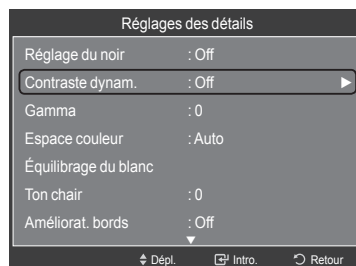 Réglages des détails
Réglage du noir : Off
Contraste dynam. : Off
Gamma : 0
Espace couleur : Auto
Équilibrage du blanc
Ton chair : 0
Améliorat. bords : Off
Dépl. Intro. Retour